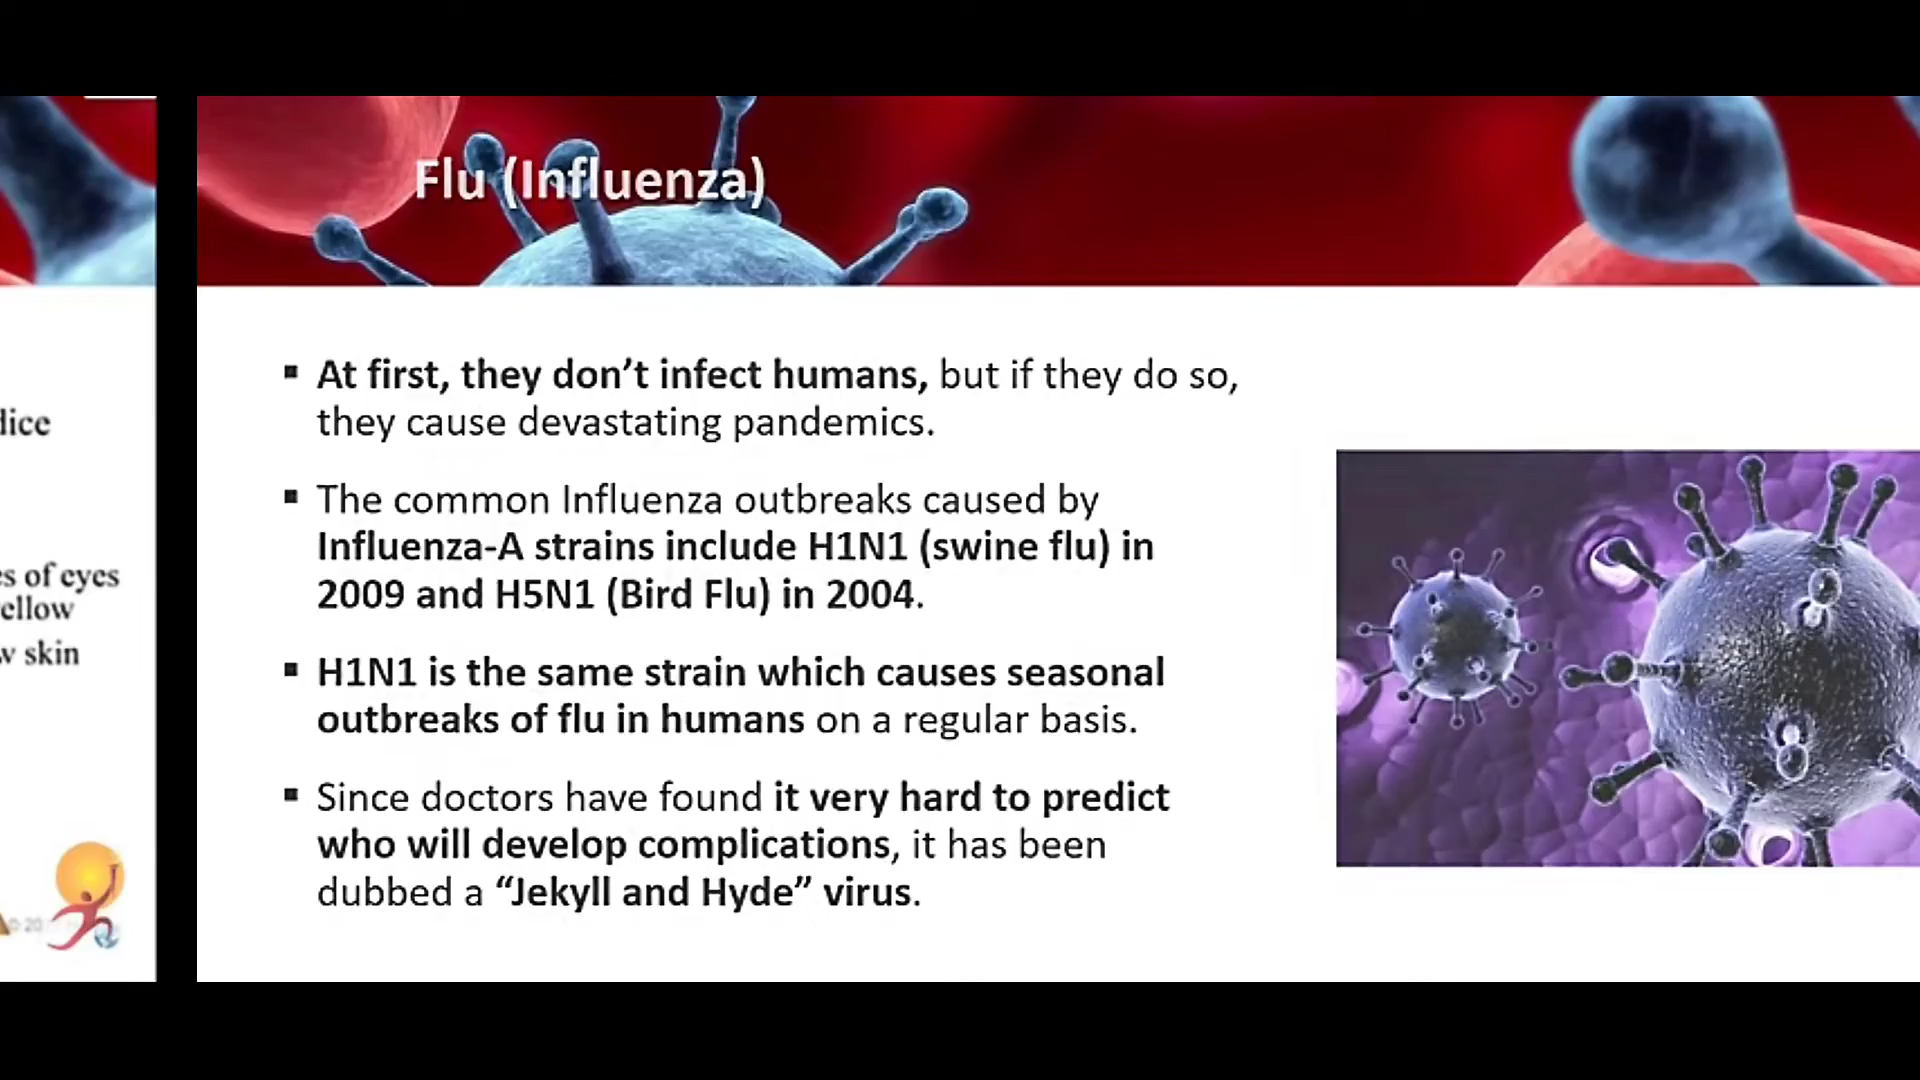 Flu (Influenza)
▪ At first, they don’t infect humans, but if they do so,
they cause devastating pandemics.
▪ The common Influenza outbreaks caused by
Influenza-A strains include H1N1 (swine flu) in
2009 and H5N1 (Bird Flu) in 2004.
▪ H1N1 is the same strain which causes seasonal
outbreaks of flu in humans on a regular basis.
▪ Since doctors have found it very hard to predict
who will develop complications, it has been
dubbed a “Jekyll and Hyde” virus.
of eyes
skin